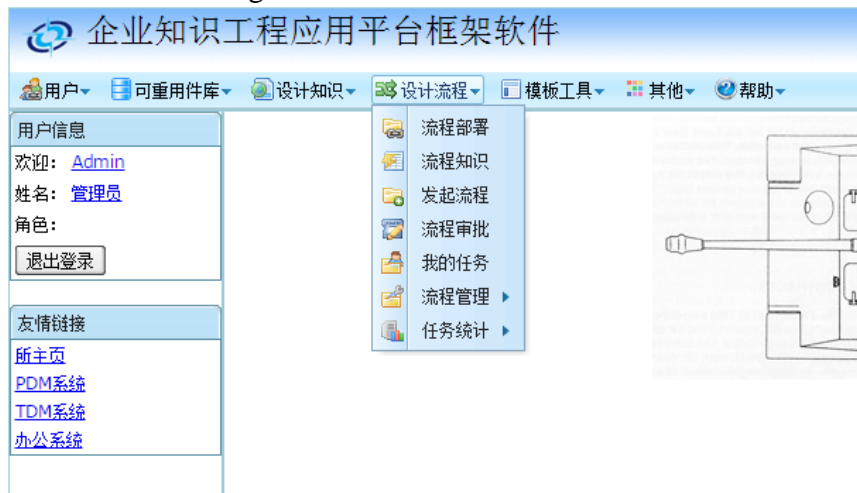 企业知识工程应用平台框架软件
用户 可重用件库 设计知识 设计流程 模板工具 其他 帮助
流程部署
流程知识
发起流程
流程审批
我的任务
流程管理
任务统计
用户信息
欢迎: Admin
姓名: 管理员
角色:
退出登录
友情链接
所主页
PDM系统
TDM系统
办公系统